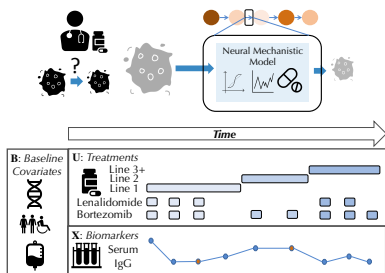 ?
Neural Mechanistic
Model
Time
B: Baseline
Covariates
U: Treatments
Line 3+
Line 2
Line 1
Lenalidomide
Bortezomib
X: Biomarkers
Serum
IgG